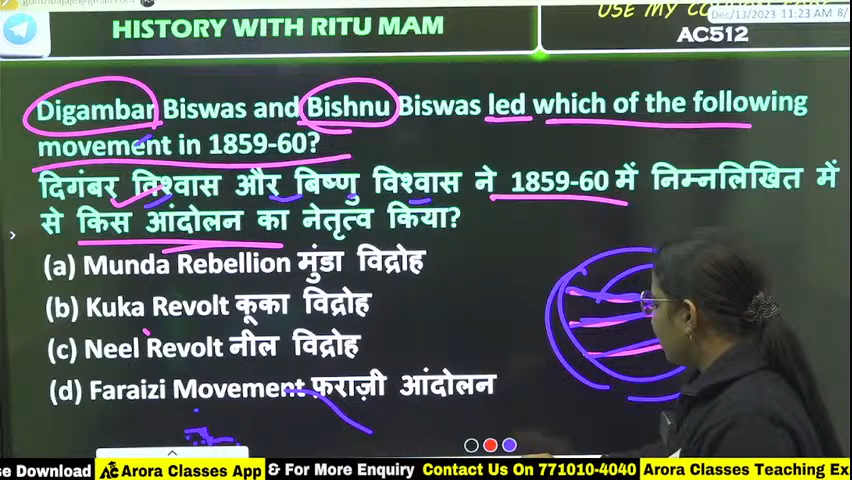 HISTORY WITH RITU MAM
Dec/13/2023 11:23 AM 8/
AC512
Digambar Biswas and Bishnu Biswas led which of the following
movement in 1859-60?
दिगंबर विश्वास और बिष्णु विश्वास ने 1859-60 में निम्नलिखित में
से किस आंदोलन का नेतृत्व किया?
(a) Munda Rebellion मुंडा विद्रोह
(b) Kuka Revolt कूका विद्रोह
(c) Neel Revolt नील विद्रोह
(d) Faraizi Movement फ़राज़ी आंदोलन
se Download Arora Classes App & For More Enquiry Contact Us On 771010-4040 Arora Classes Teaching Ex